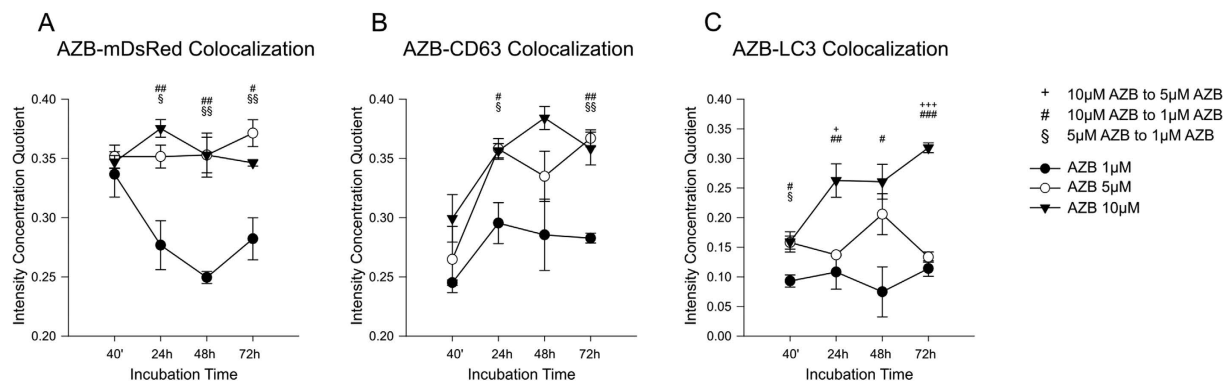 A
AZB-mDsRed Colocalization
Intensity Concentration Quotient
0.40
0.35
0.30
0.25
0.20
##
§
##
§§
#
§§
40'
24h
48h
72h
Incubation Time
B
AZB-CD63 Colocalization
Intensity Concentration Quotient
0.40
0.35
0.30
0.25
0.20
#
§
##
§§
40'
24h
48h
72h
Incubation Time
C
AZB-LC3 Colocalization
Intensity Concentration Quotient
0.40
0.35
0.30
0.25
0.20
0.15
0.10
0.05
0.00
#
§
+
##
#
+++
###
40'
24h
48h
72h
Incubation Time
+ 10µM AZB to 5µM AZB
# 10µM AZB to 1µM AZB
§ 5µM AZB to 1µM AZB
AZB 1µM
AZB 5µM
AZB 10µM